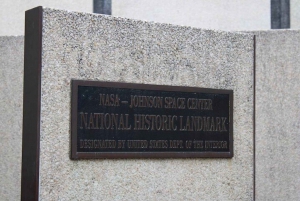 NASA - JOHNSON SPACE CENTER
NATIONAL HISTORIC LANDMARK
DESIGNATED BY UNITED STATES DEPT. OF THE INTERIOR